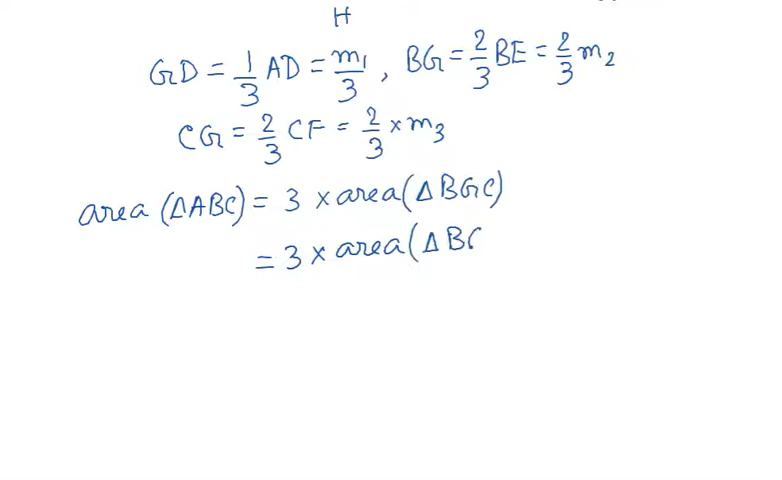 H
GD = 1/3 AD = m₁/3 , BG = 2/3 BE = 2/3 m₂
CG = 2/3 CF = 2/3 × m₃
area (ΔABC) = 3 × area(ΔBGC)
= 3 × area(ΔBC